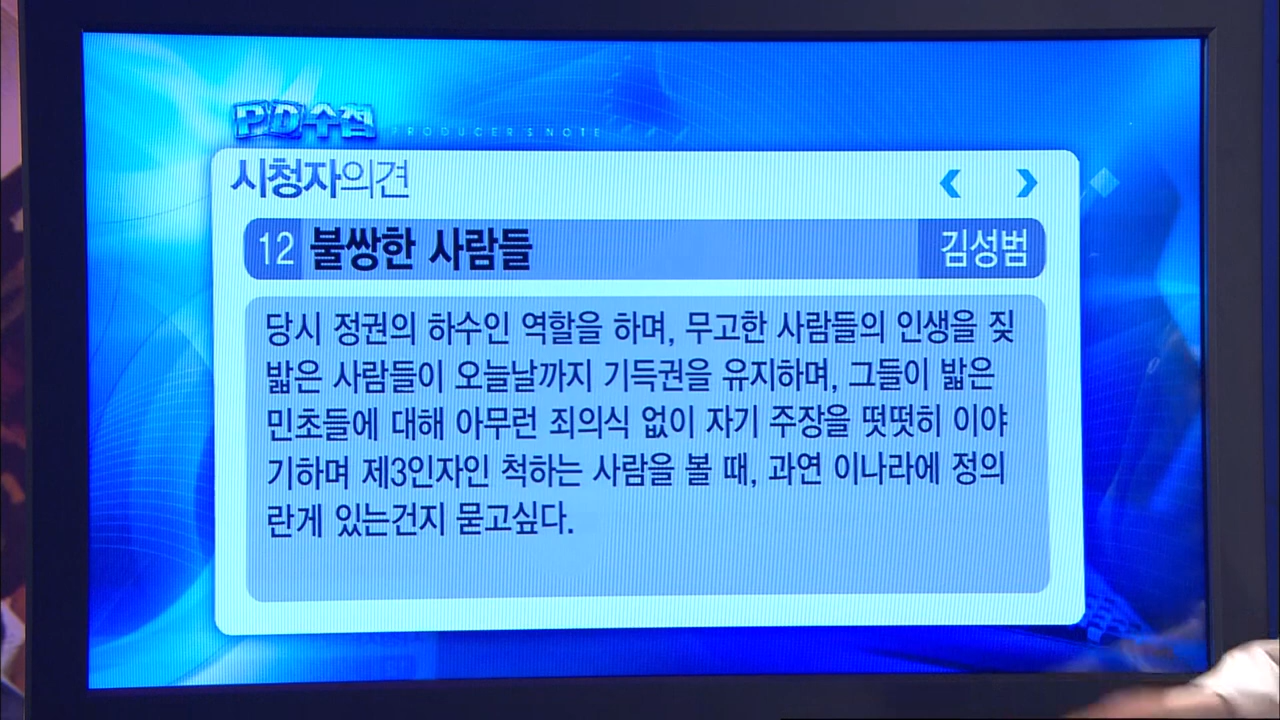 PD수첩 PRODUCER'S NOTE
시청자의견
12 불쌍한 사람들 김성범
당시 정권의 하수인 역할을 하며, 무고한 사람들의 인생을 짖
밟은 사람들이 오늘날까지 기득권을 유지하며, 그들이 밟은
민초들에 대해 아무런 죄의식 없이 자기 주장을 떳떳히 이야
기하며 제3인자인 척하는 사람을 볼 때, 과연 이나라에 정의
란게 있는건지 묻고싶다.